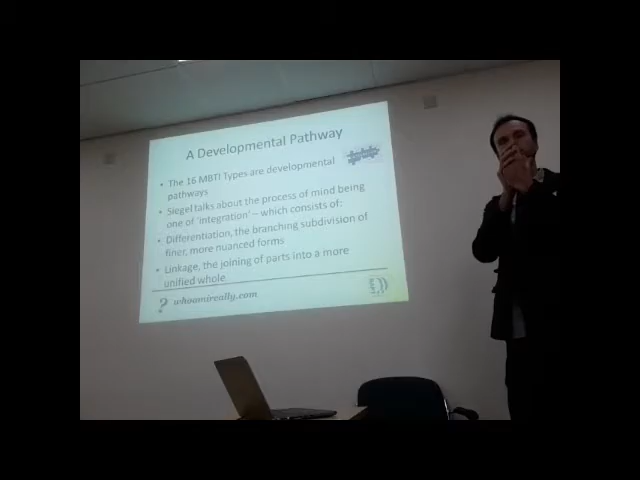 A Developmental Pathway
• The 16 MBTI Types are developmental
pathways
• Siegel talks about the process of mind being
one of 'integration' – which consists of:
• Differentiation, the branching subdivision of
finer, more nuanced forms
• Linkage, the joining of parts into a more
unified whole
? whoamireally.com